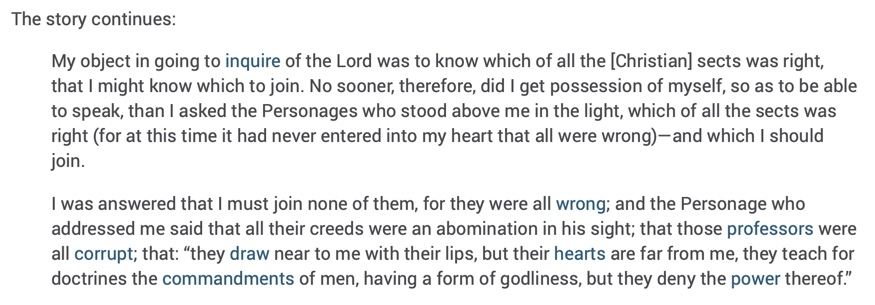 The story continues:
My object in going to inquire of the Lord was to know which of all the [Christian] sects was right,
that I might know which to join. No sooner, therefore, did I get possession of myself, so as to be able
to speak, than I asked the Personages who stood above me in the light, which of all the sects was
right (for at this time it had never entered into my heart that all were wrong)—and which I should
join.
I was answered that I must join none of them, for they were all wrong; and the Personage who
addressed me said that all their creeds were an abomination in his sight; that those professors were
all corrupt; that: “they draw near to me with their lips, but their hearts are far from me, they teach for
doctrines the commandments of men, having a form of godliness, but they deny the power thereof.”